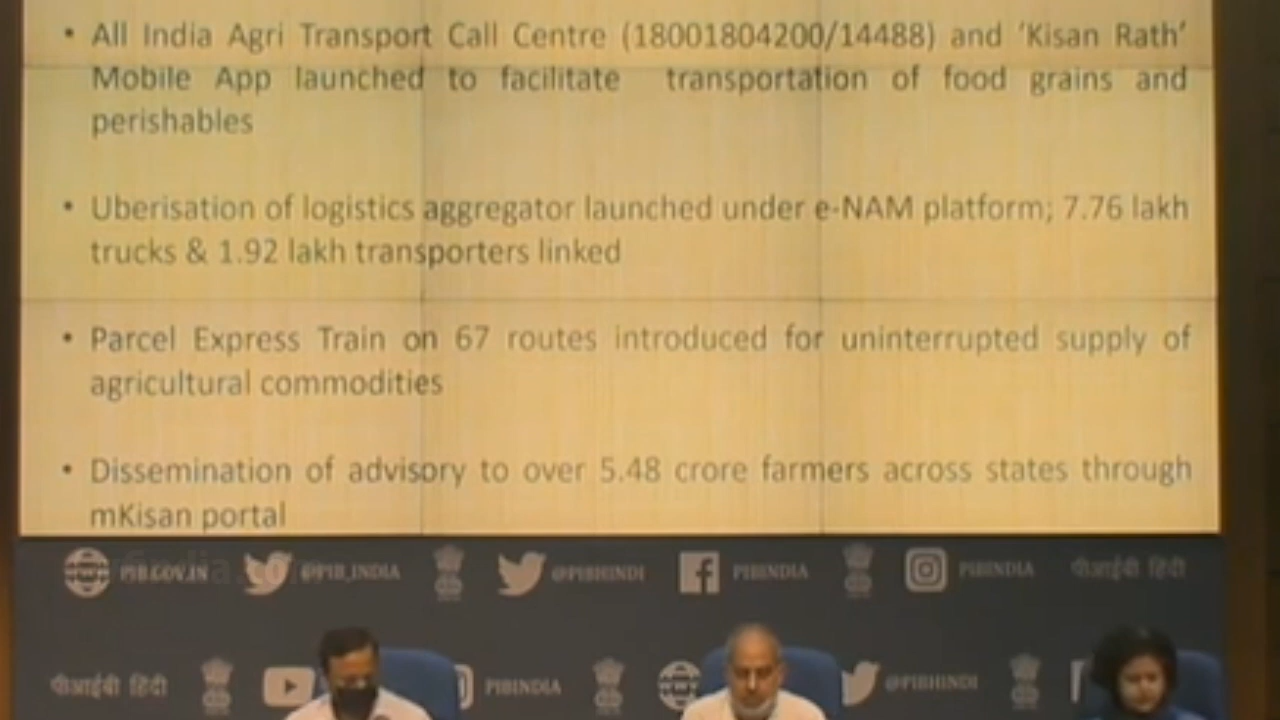 • All India Agri Transport Call Centre (18001804200/14488) and ‘Kisan Rath’
Mobile App launched to facilitate transportation of food grains and
perishables
• Uberisation of logistics aggregator launched under e-NAM platform; 7.76 lakh
trucks & 1.92 lakh transporters linked
• Parcel Express Train on 67 routes introduced for uninterrupted supply of
agricultural commodities
• Dissemination of advisory to over 5.48 crore farmers across states through
mKisan portal
PIB.GOV.IN @PIB_INDIA @PIBHINDI PIBINDIA PIBINDIA पीआईबी हिंदी
पीआईबी हिंदी PIBINDIA @PIBHINDI